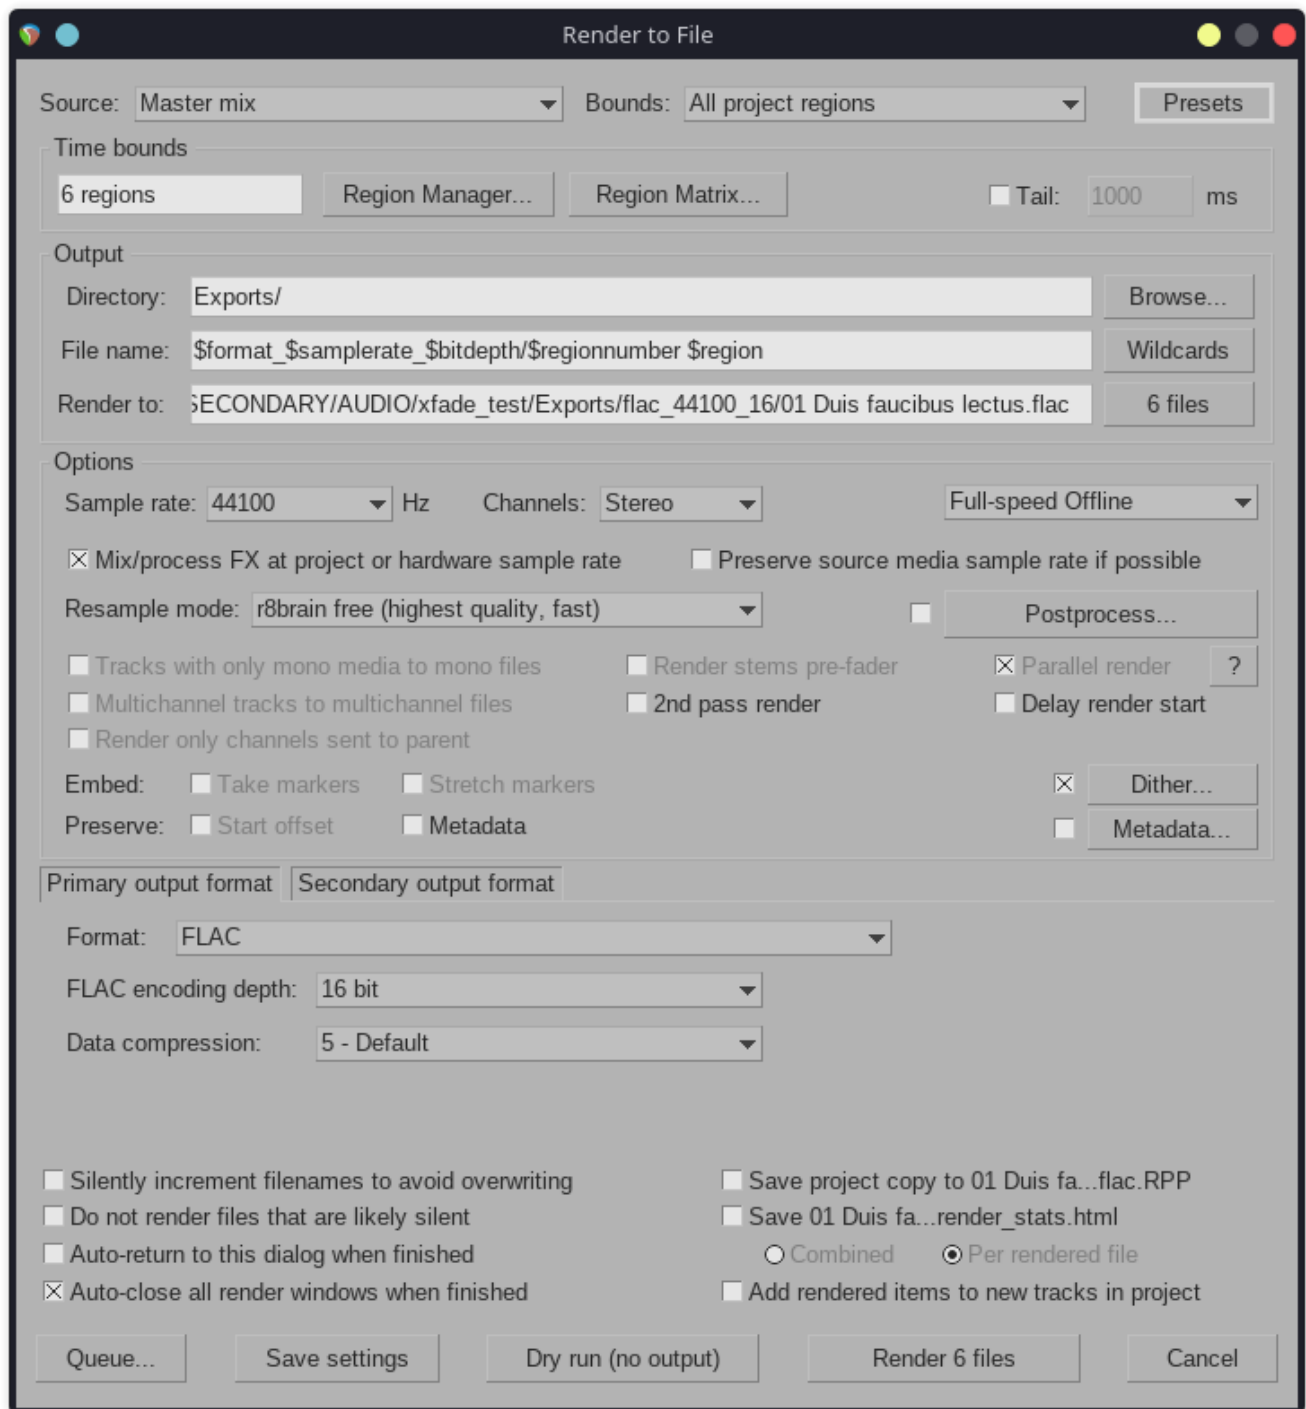 Render to File
Source: Master mix Bounds: All project regions Presets
Time bounds
6 regions Region Manager... Region Matrix... Tail: 1000 ms
Output
Directory: Exports/ Browse...
File name: $format_$samplerate_$bitdepth/$regionnumber $region Wildcards
Render to: SECONDARY/AUDIO/xfade_test/Exports/flac_44100_16/01 Duis faucibus lectus.flac 6 files
Options
Sample rate: 44100 Hz Channels: Stereo Full-speed Offline
Mix/process FX at project or hardware sample rate Preserve source media sample rate if possible
Resample mode: r8brain free (highest quality, fast) Postprocess...
Tracks with only mono media to mono files Render stems pre-fader Parallel render ?
Multichannel tracks to multichannel files 2nd pass render Delay render start
Render only channels sent to parent
Embed: Take markers Stretch markers Dither...
Preserve: Start offset Metadata Metadata...
Primary output format Secondary output format
Format: FLAC
FLAC encoding depth: 16 bit
Data compression: 5 - Default
Silently increment filenames to avoid overwriting Save project copy to 01 Duis fa...flac.RPP
Do not render files that are likely silent Save 01 Duis fa...render_stats.html
Auto-return to this dialog when finished Combined Per rendered file
Auto-close all render windows when finished Add rendered items to new tracks in project
Queue... Save settings Dry run (no output) Render 6 files Cancel